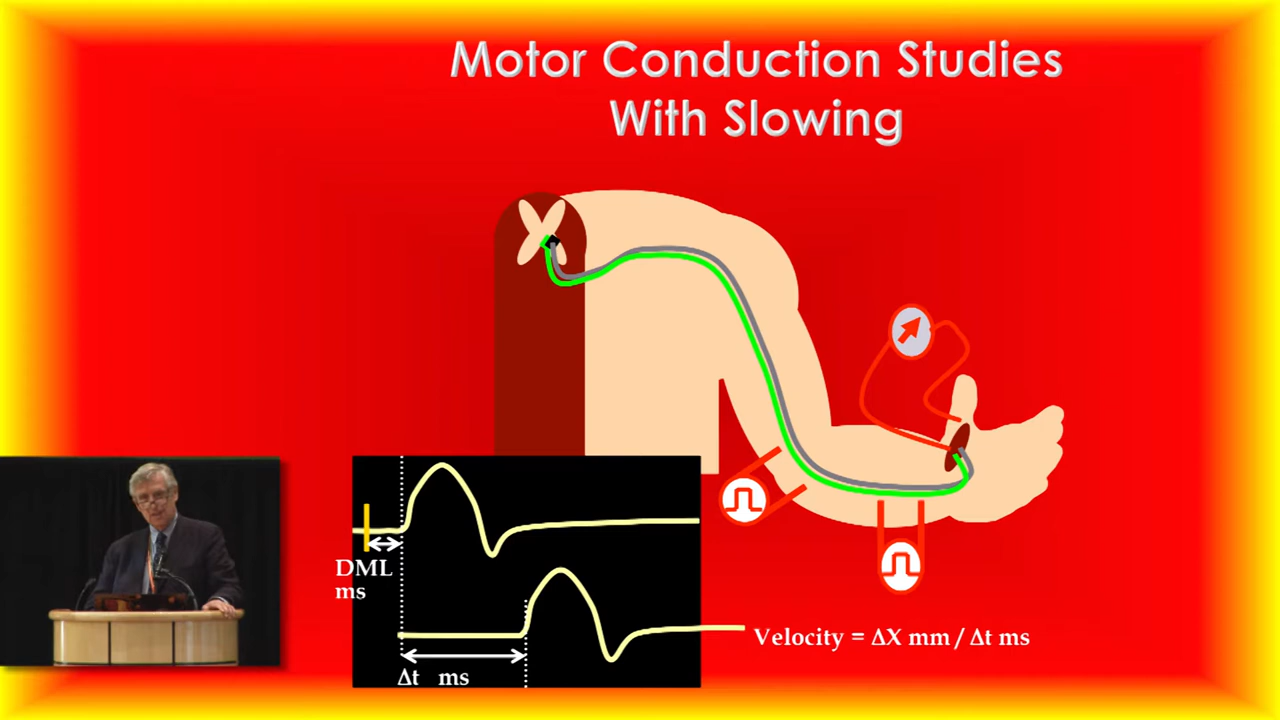 Motor Conduction Studies
With Slowing
DML
ms
Velocity = ΔX mm / Δt ms
Δt ms